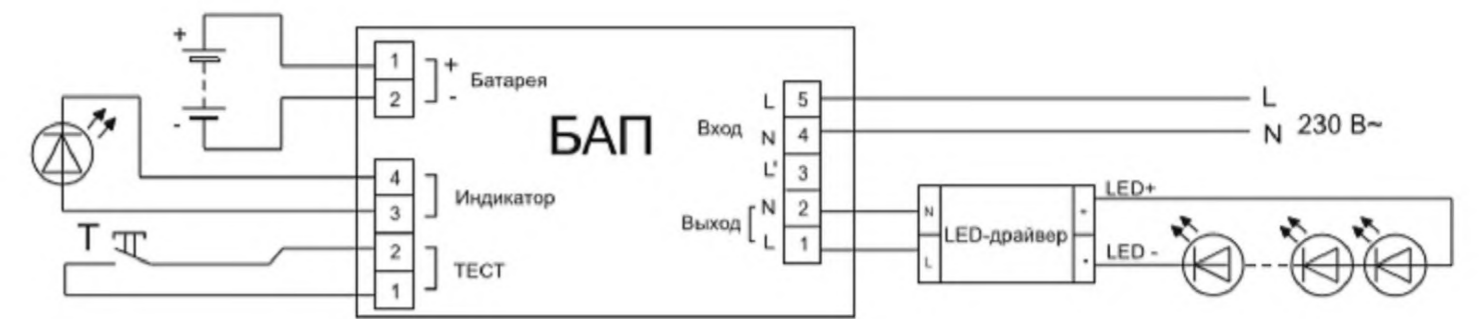 +
-
T
1
2
+
-
Батарея
4
3
Индикатор
2
1
ТЕСТ
БАП
Вход
L 5
N 4
L' 3
Выход
N 2
L 1
L
N
230 В~
N
L
LED-драйвер
+
LED+
LED -